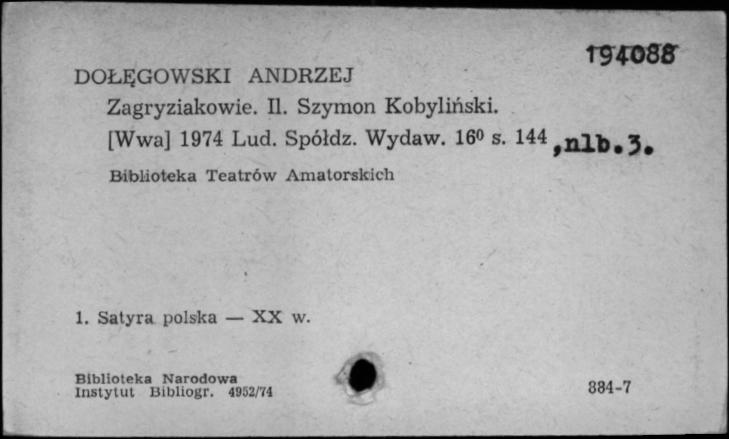 194088
DOŁĘGOWSKI ANDRZEJ
Zagryziakowie. Il. Szymon Kobyliński.
[Wwa] 1974 Lud. Spółdz. Wydaw. 16⁰ s. 144 ,nlb.3.
Biblioteka Teatrów Amatorskich
1. Satyra polska — XX w.
Biblioteka Narodowa
Instytut Bibliogr. 4952/74
884-7